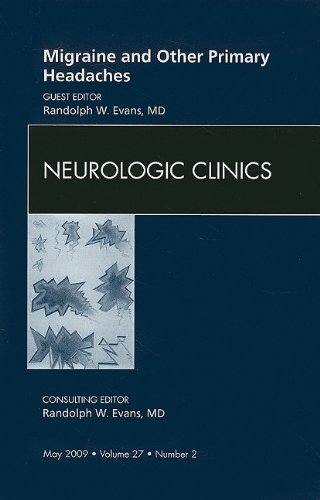 Migraine and Other Primary
Headaches
GUEST EDITOR
Randolph W. Evans, MD
NEUROLOGIC CLINICS
CONSULTING EDITOR
Randolph W. Evans, MD
May 2009 • Volume 27 • Number 2